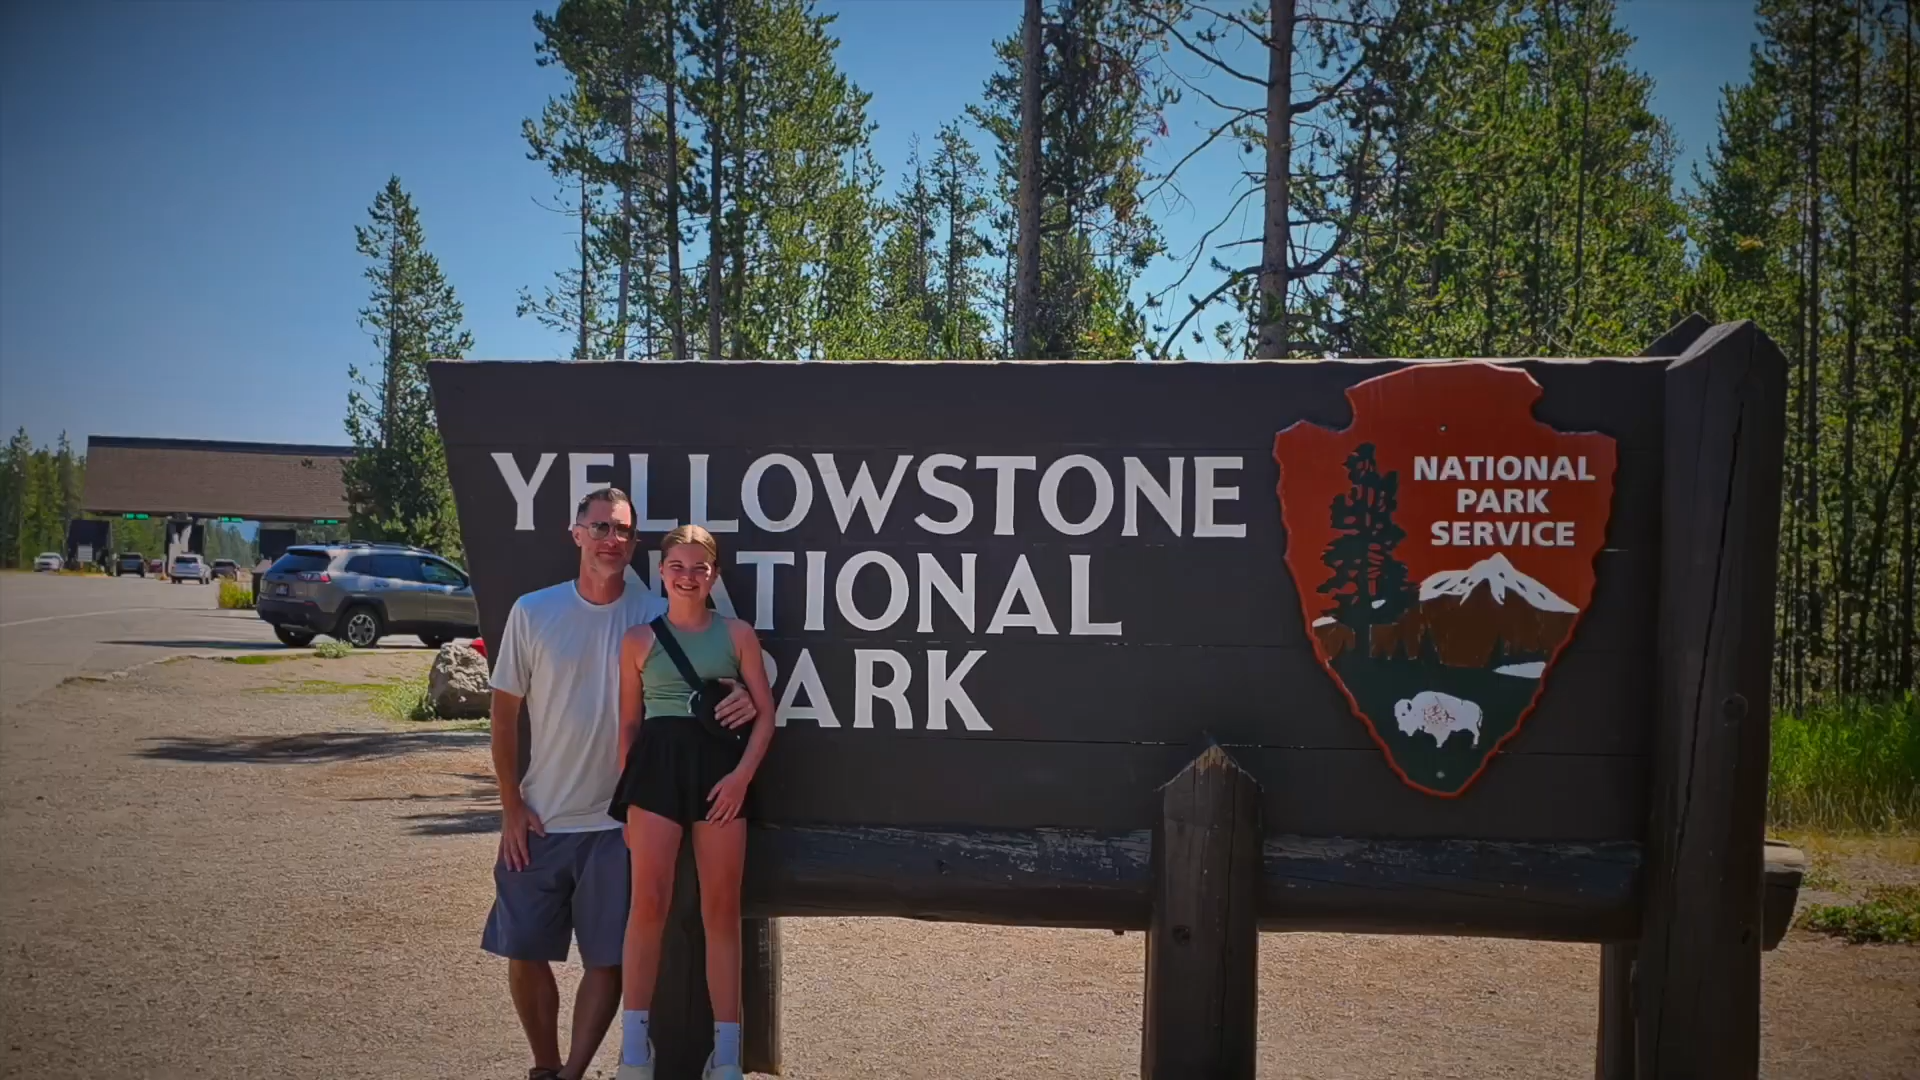 YELLOWSTONE
NATIONAL
PARK
NATIONAL
PARK
SERVICE